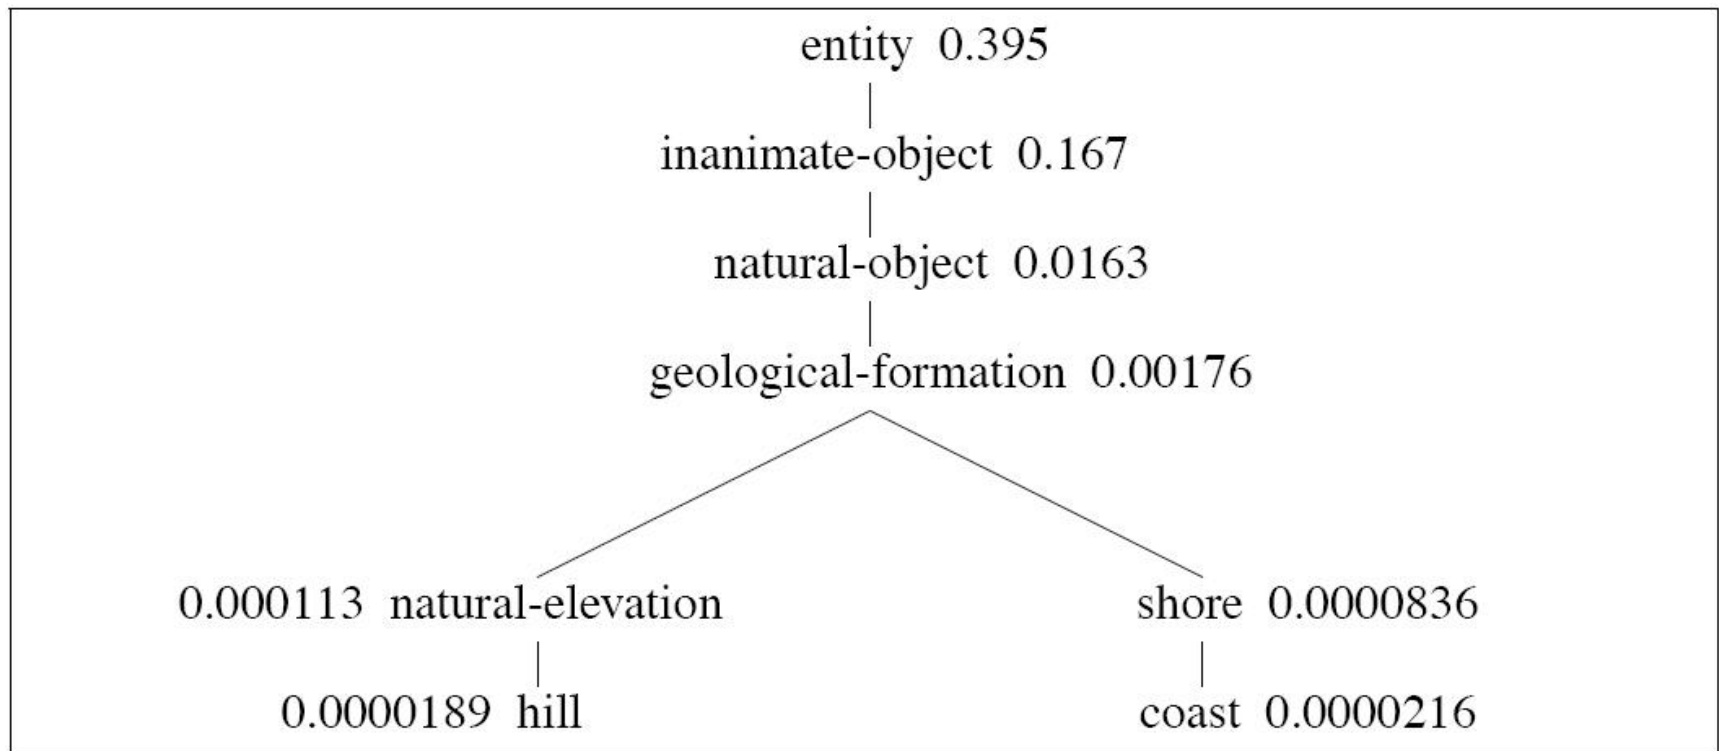 entity 0.395
inanimate-object 0.167
natural-object 0.0163
geological-formation 0.00176
0.000113 natural-elevation
shore 0.0000836
0.0000189 hill
coast 0.0000216